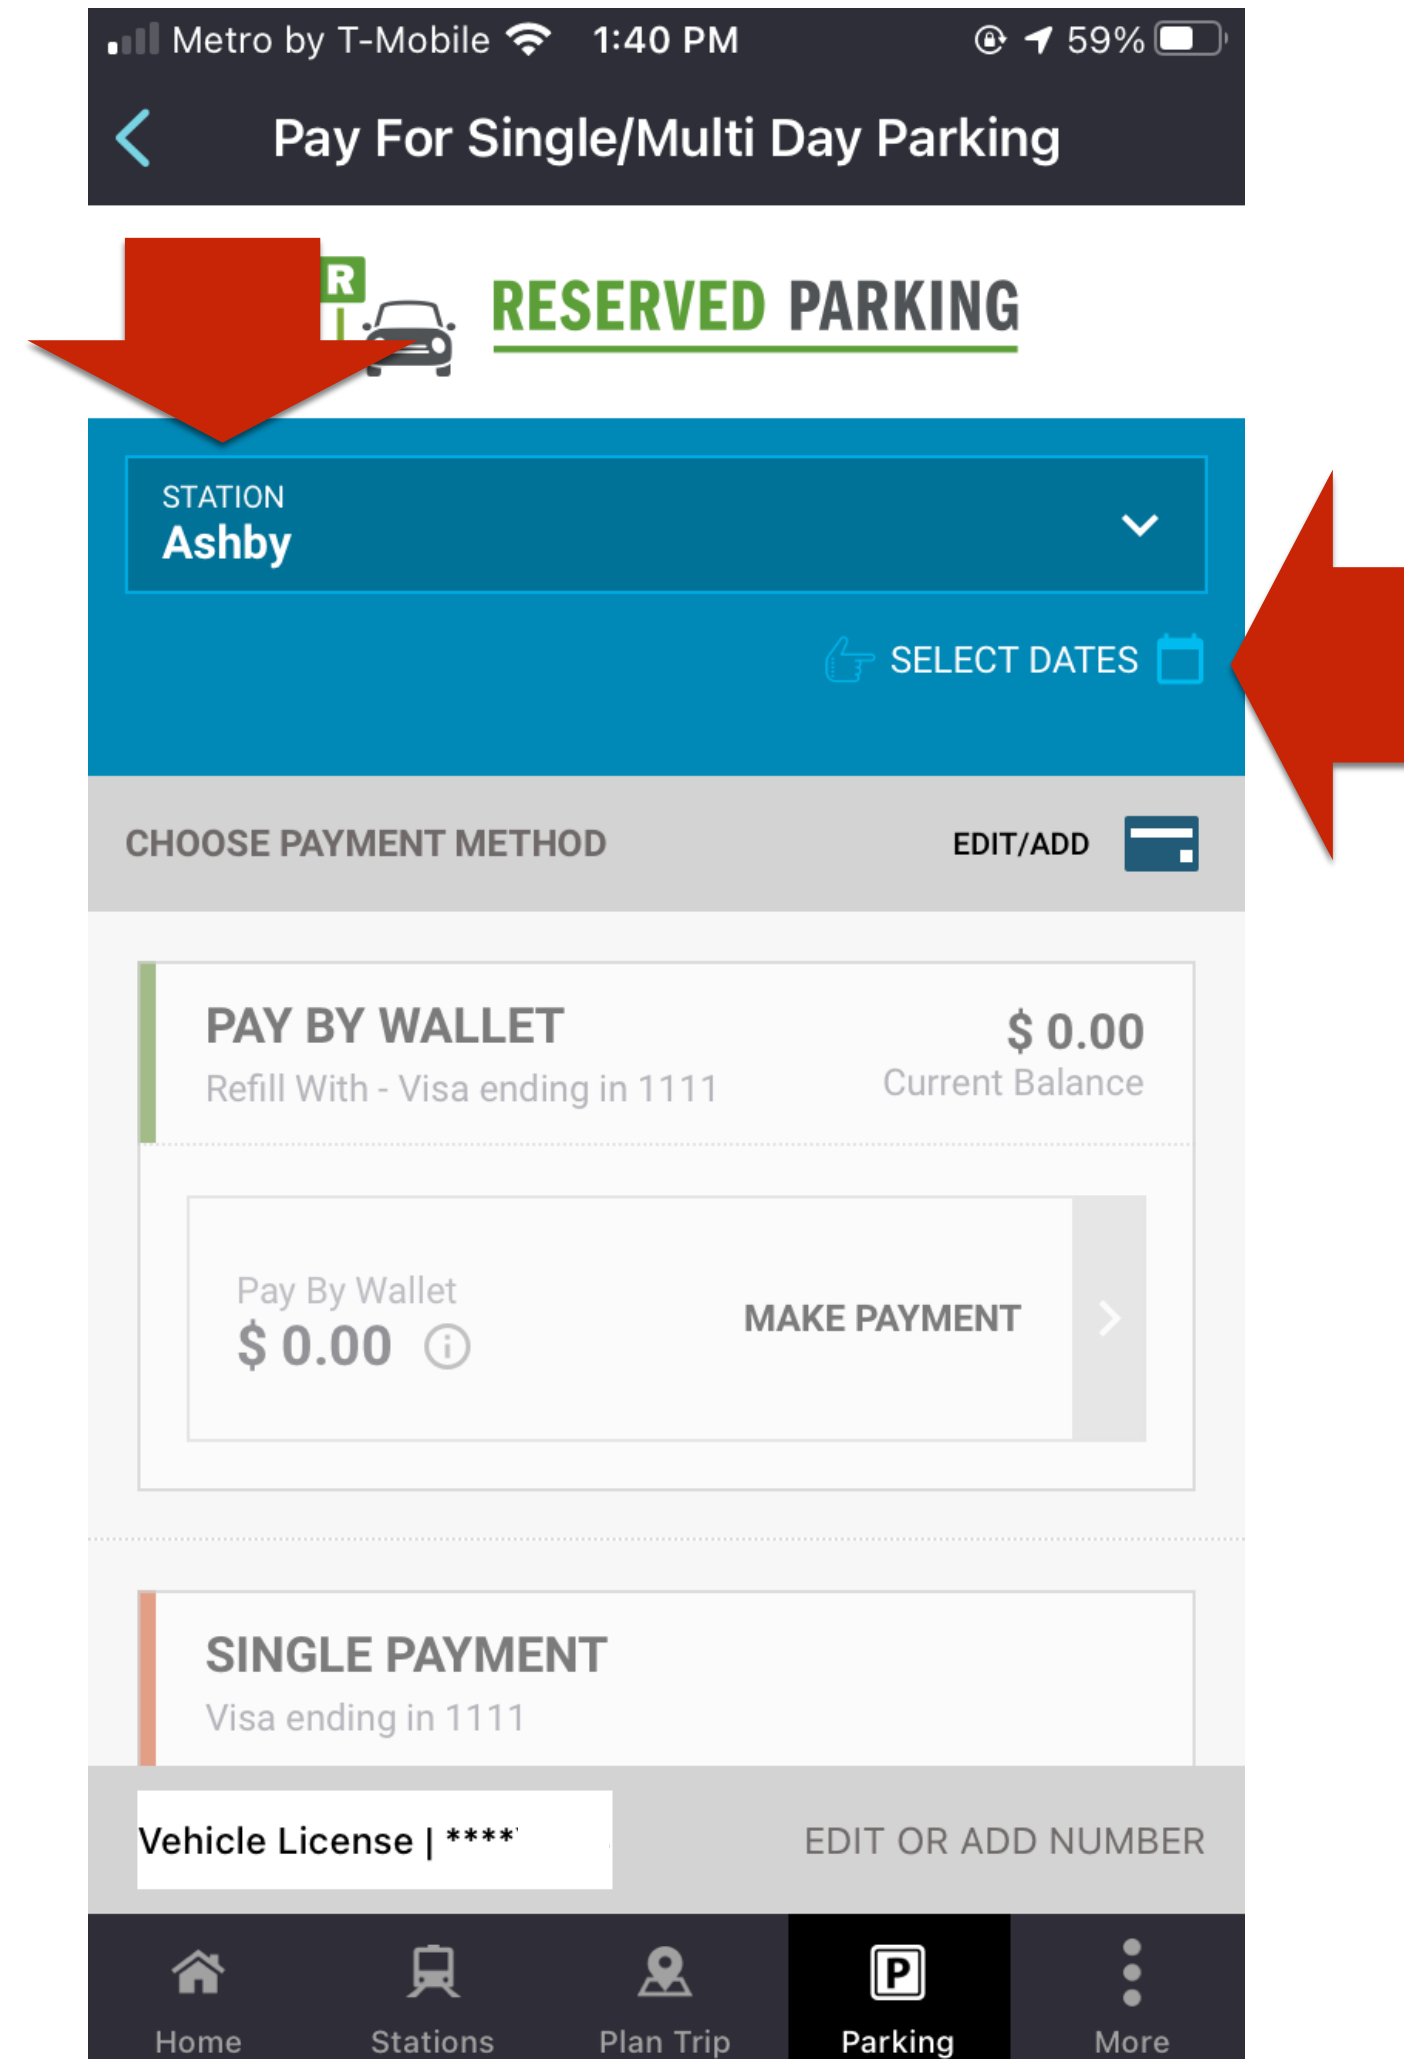 Metro by T-Mobile 1:40 PM 59%
Pay For Single/Multi Day Parking
R RESERVED PARKING
STATION
Ashby
SELECT DATES
CHOOSE PAYMENT METHOD EDIT/ADD
PAY BY WALLET $ 0.00
Refill With - Visa ending in 1111 Current Balance
Pay By Wallet
$ 0.00 MAKE PAYMENT
SINGLE PAYMENT
Visa ending in 1111
Vehicle License | **** EDIT OR ADD NUMBER
P
Home Stations Plan Trip Parking More